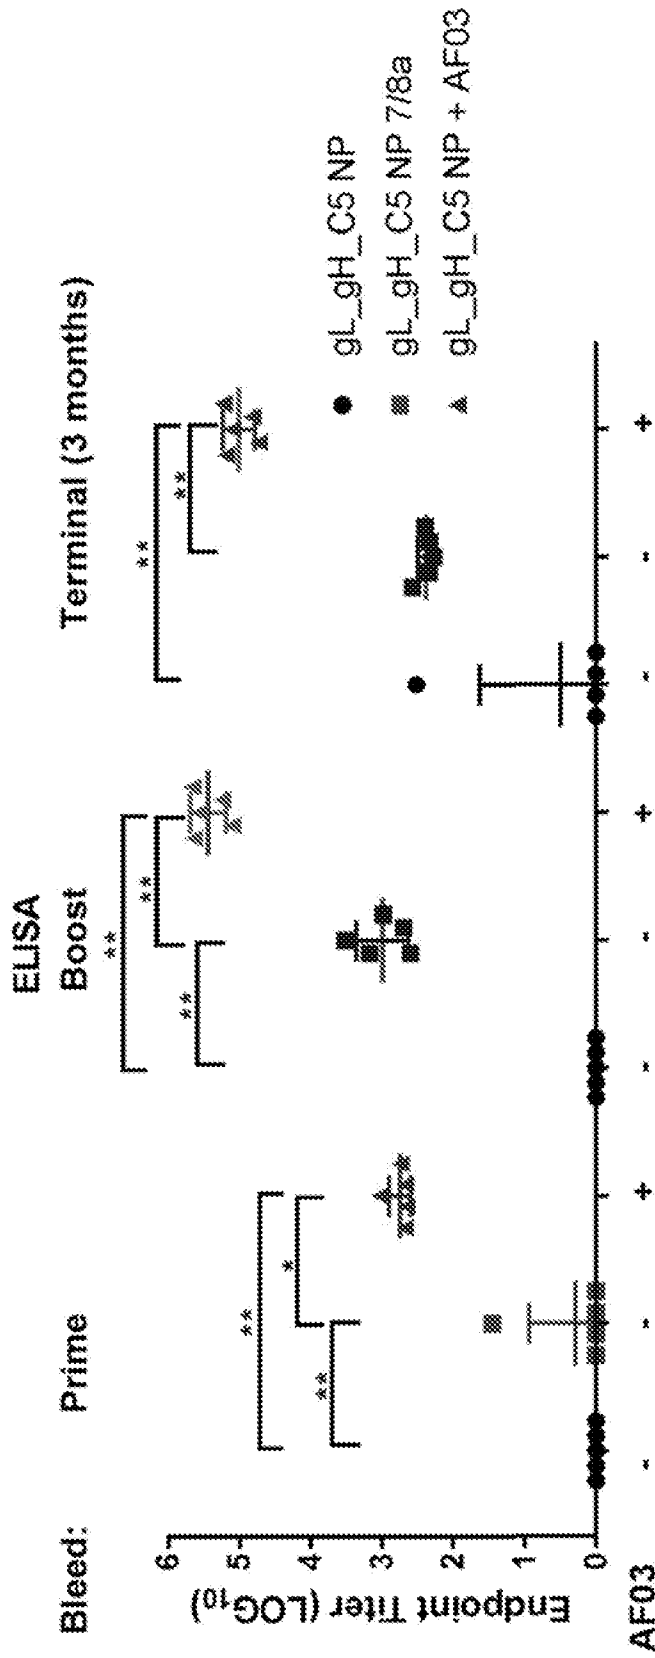 ELISA
Bleed: Prime Boost Terminal (3 months)
** ** **
** **
* **
** **
6
5
4
3
2
1
0
Endpoint Titer (LOG10)
gL_gH_C5 NP
gL_gH_C5 NP 7/8a
gL_gH_C5 NP + AF03
AF03 - - + - - + - - +